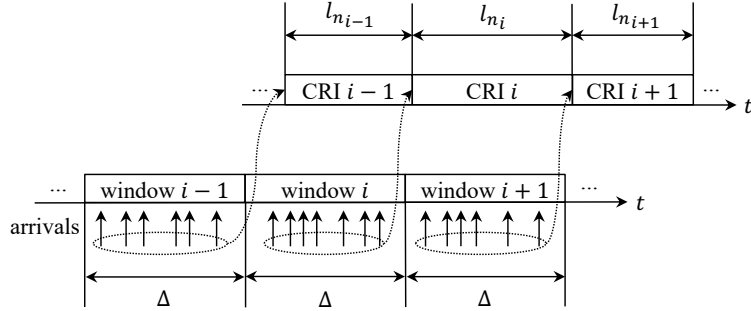 l_{n_{i-1}} l_{n_i} l_{n_{i+1}}
... CRI i − 1 CRI i CRI i + 1 ...
t
... window i − 1 window i window i + 1 ...
t
arrivals
Δ Δ Δ